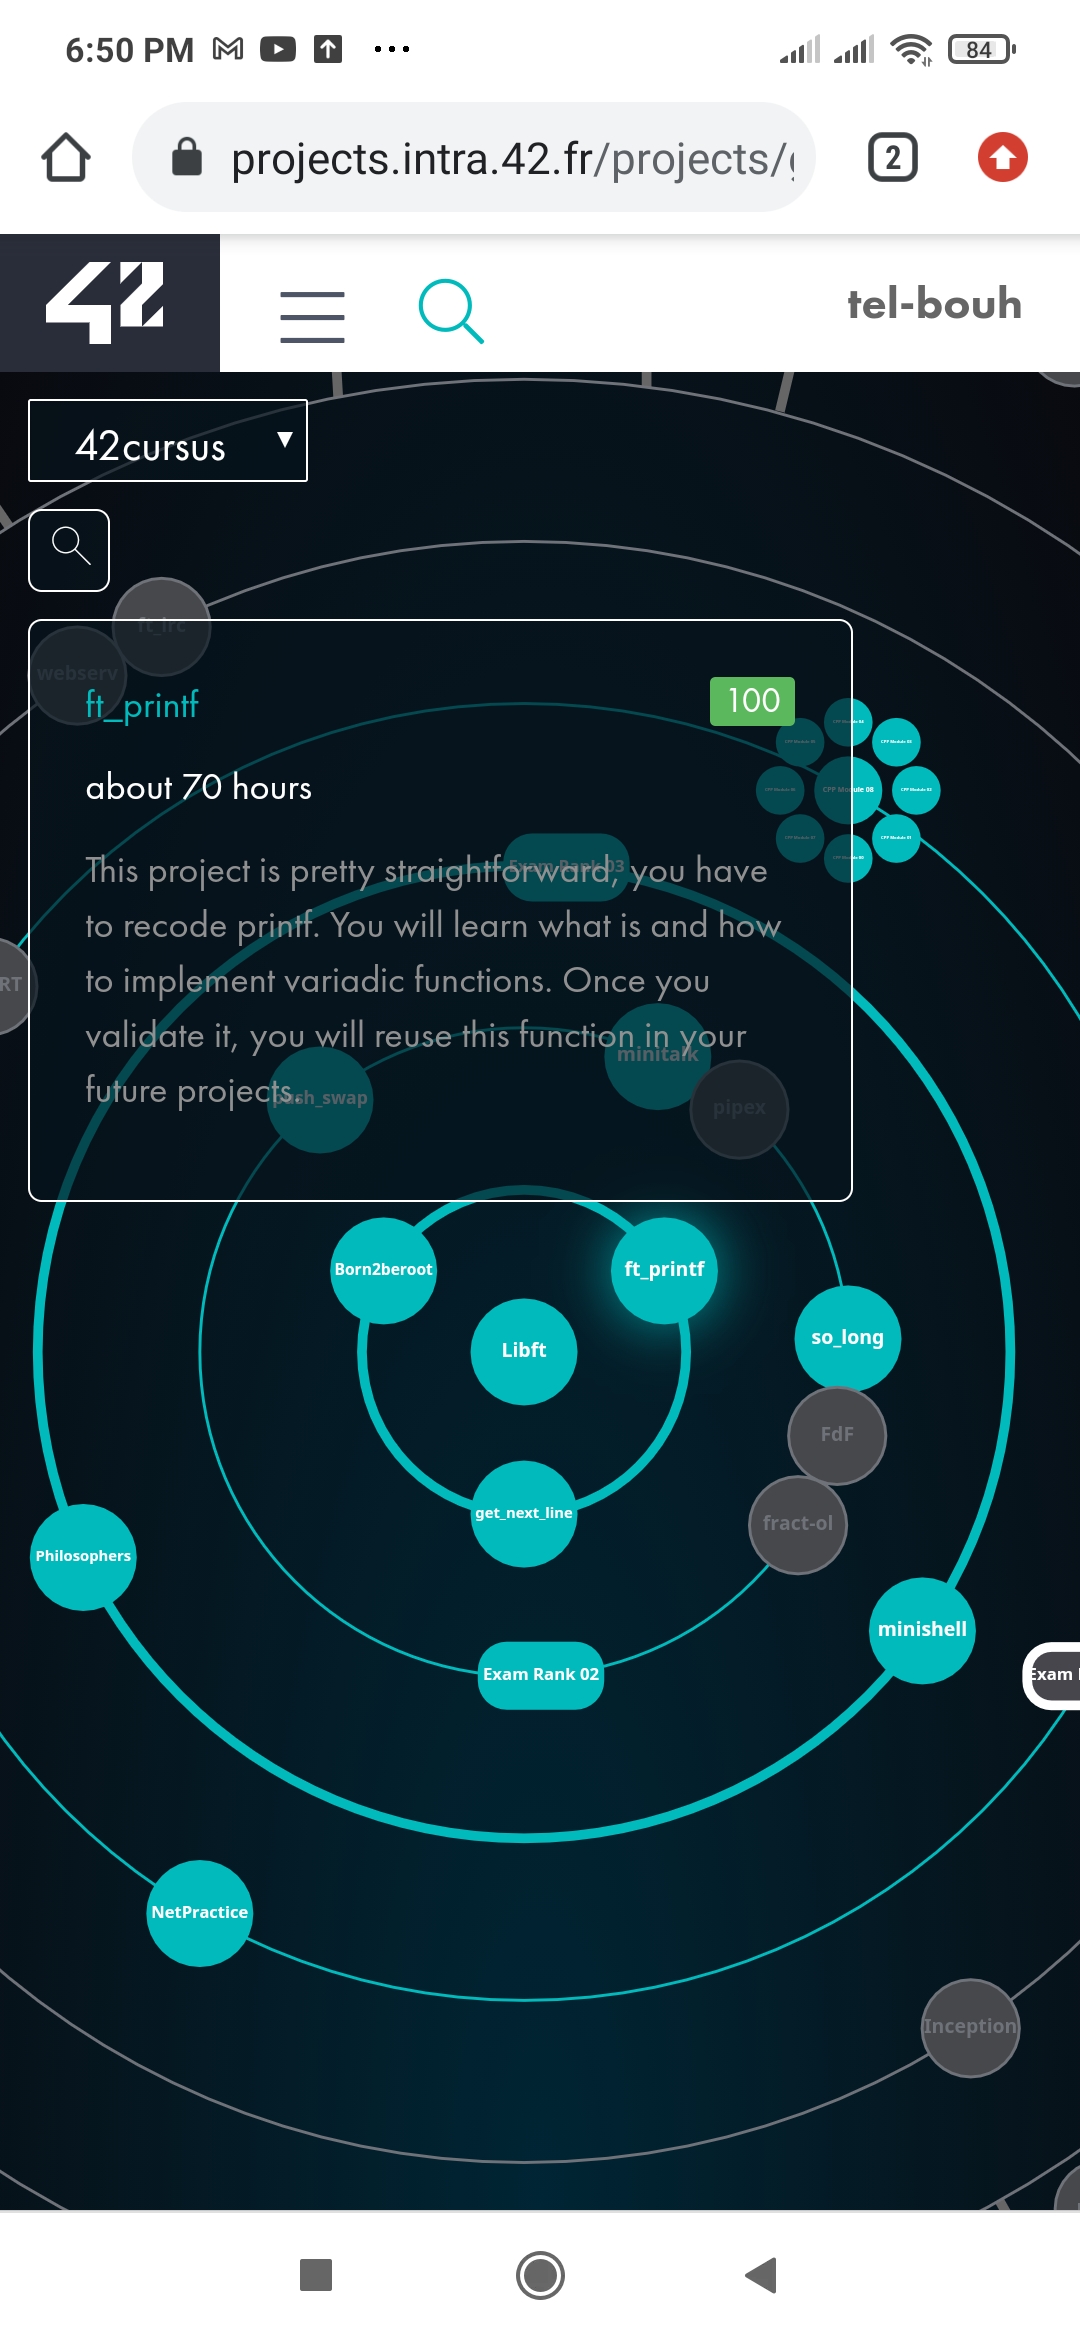 6:50 PM
84
projects.intra.42.fr/projects/
2
42
tel-bouh
42cursus
ft_irc
webserv
ft_printf
100
about 70 hours
This project is pretty straightforward, you have
to recode printf. You will learn what is and how
to implement variadic functions. Once you
validate it, you will reuse this function in your
future projects.
CPP Module 08
Exam Rank 03
RT
minitalk
push_swap
pipex
Born2beroot
ft_printf
Libft
so_long
FdF
get_next_line
fract-ol
Philosophers
minishell
Exam Rank 02
Exam
NetPractice
Inception